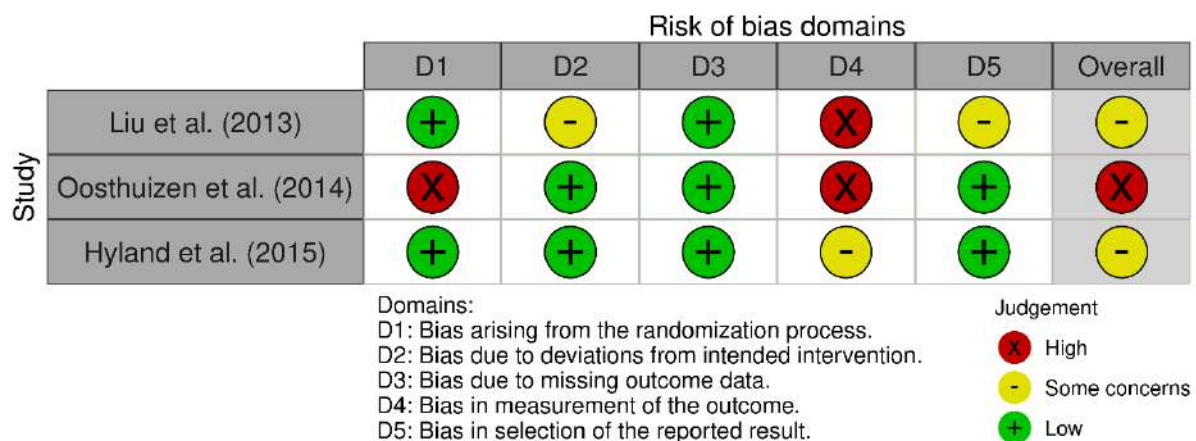 Risk of bias domains
D1 D2 D3 D4 D5 Overall
Study
Liu et al. (2013) + - + X - -
Oosthuizen et al. (2014) X + + X + X
Hyland et al. (2015) + + + - + -
Domains:
D1: Bias arising from the randomization process.
D2: Bias due to deviations from intended intervention.
D3: Bias due to missing outcome data.
D4: Bias in measurement of the outcome.
D5: Bias in selection of the reported result.
Judgement
X High
- Some concerns
+ Low